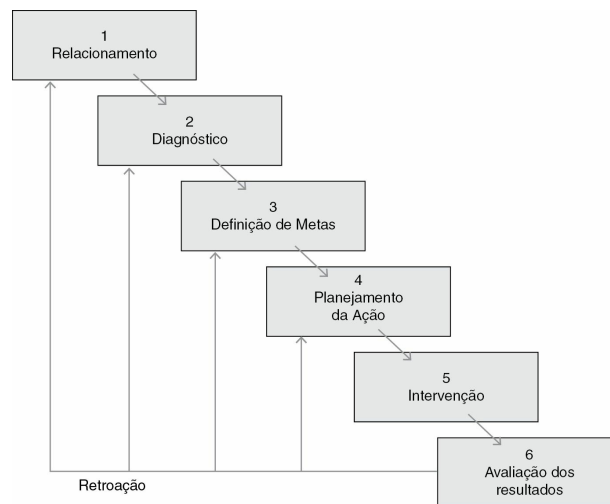 1
Relacionamento
2
Diagnóstico
3
Definição de Metas
4
Planejamento
da Ação
5
Intervenção
6
Avaliação dos
resultados
Retroação